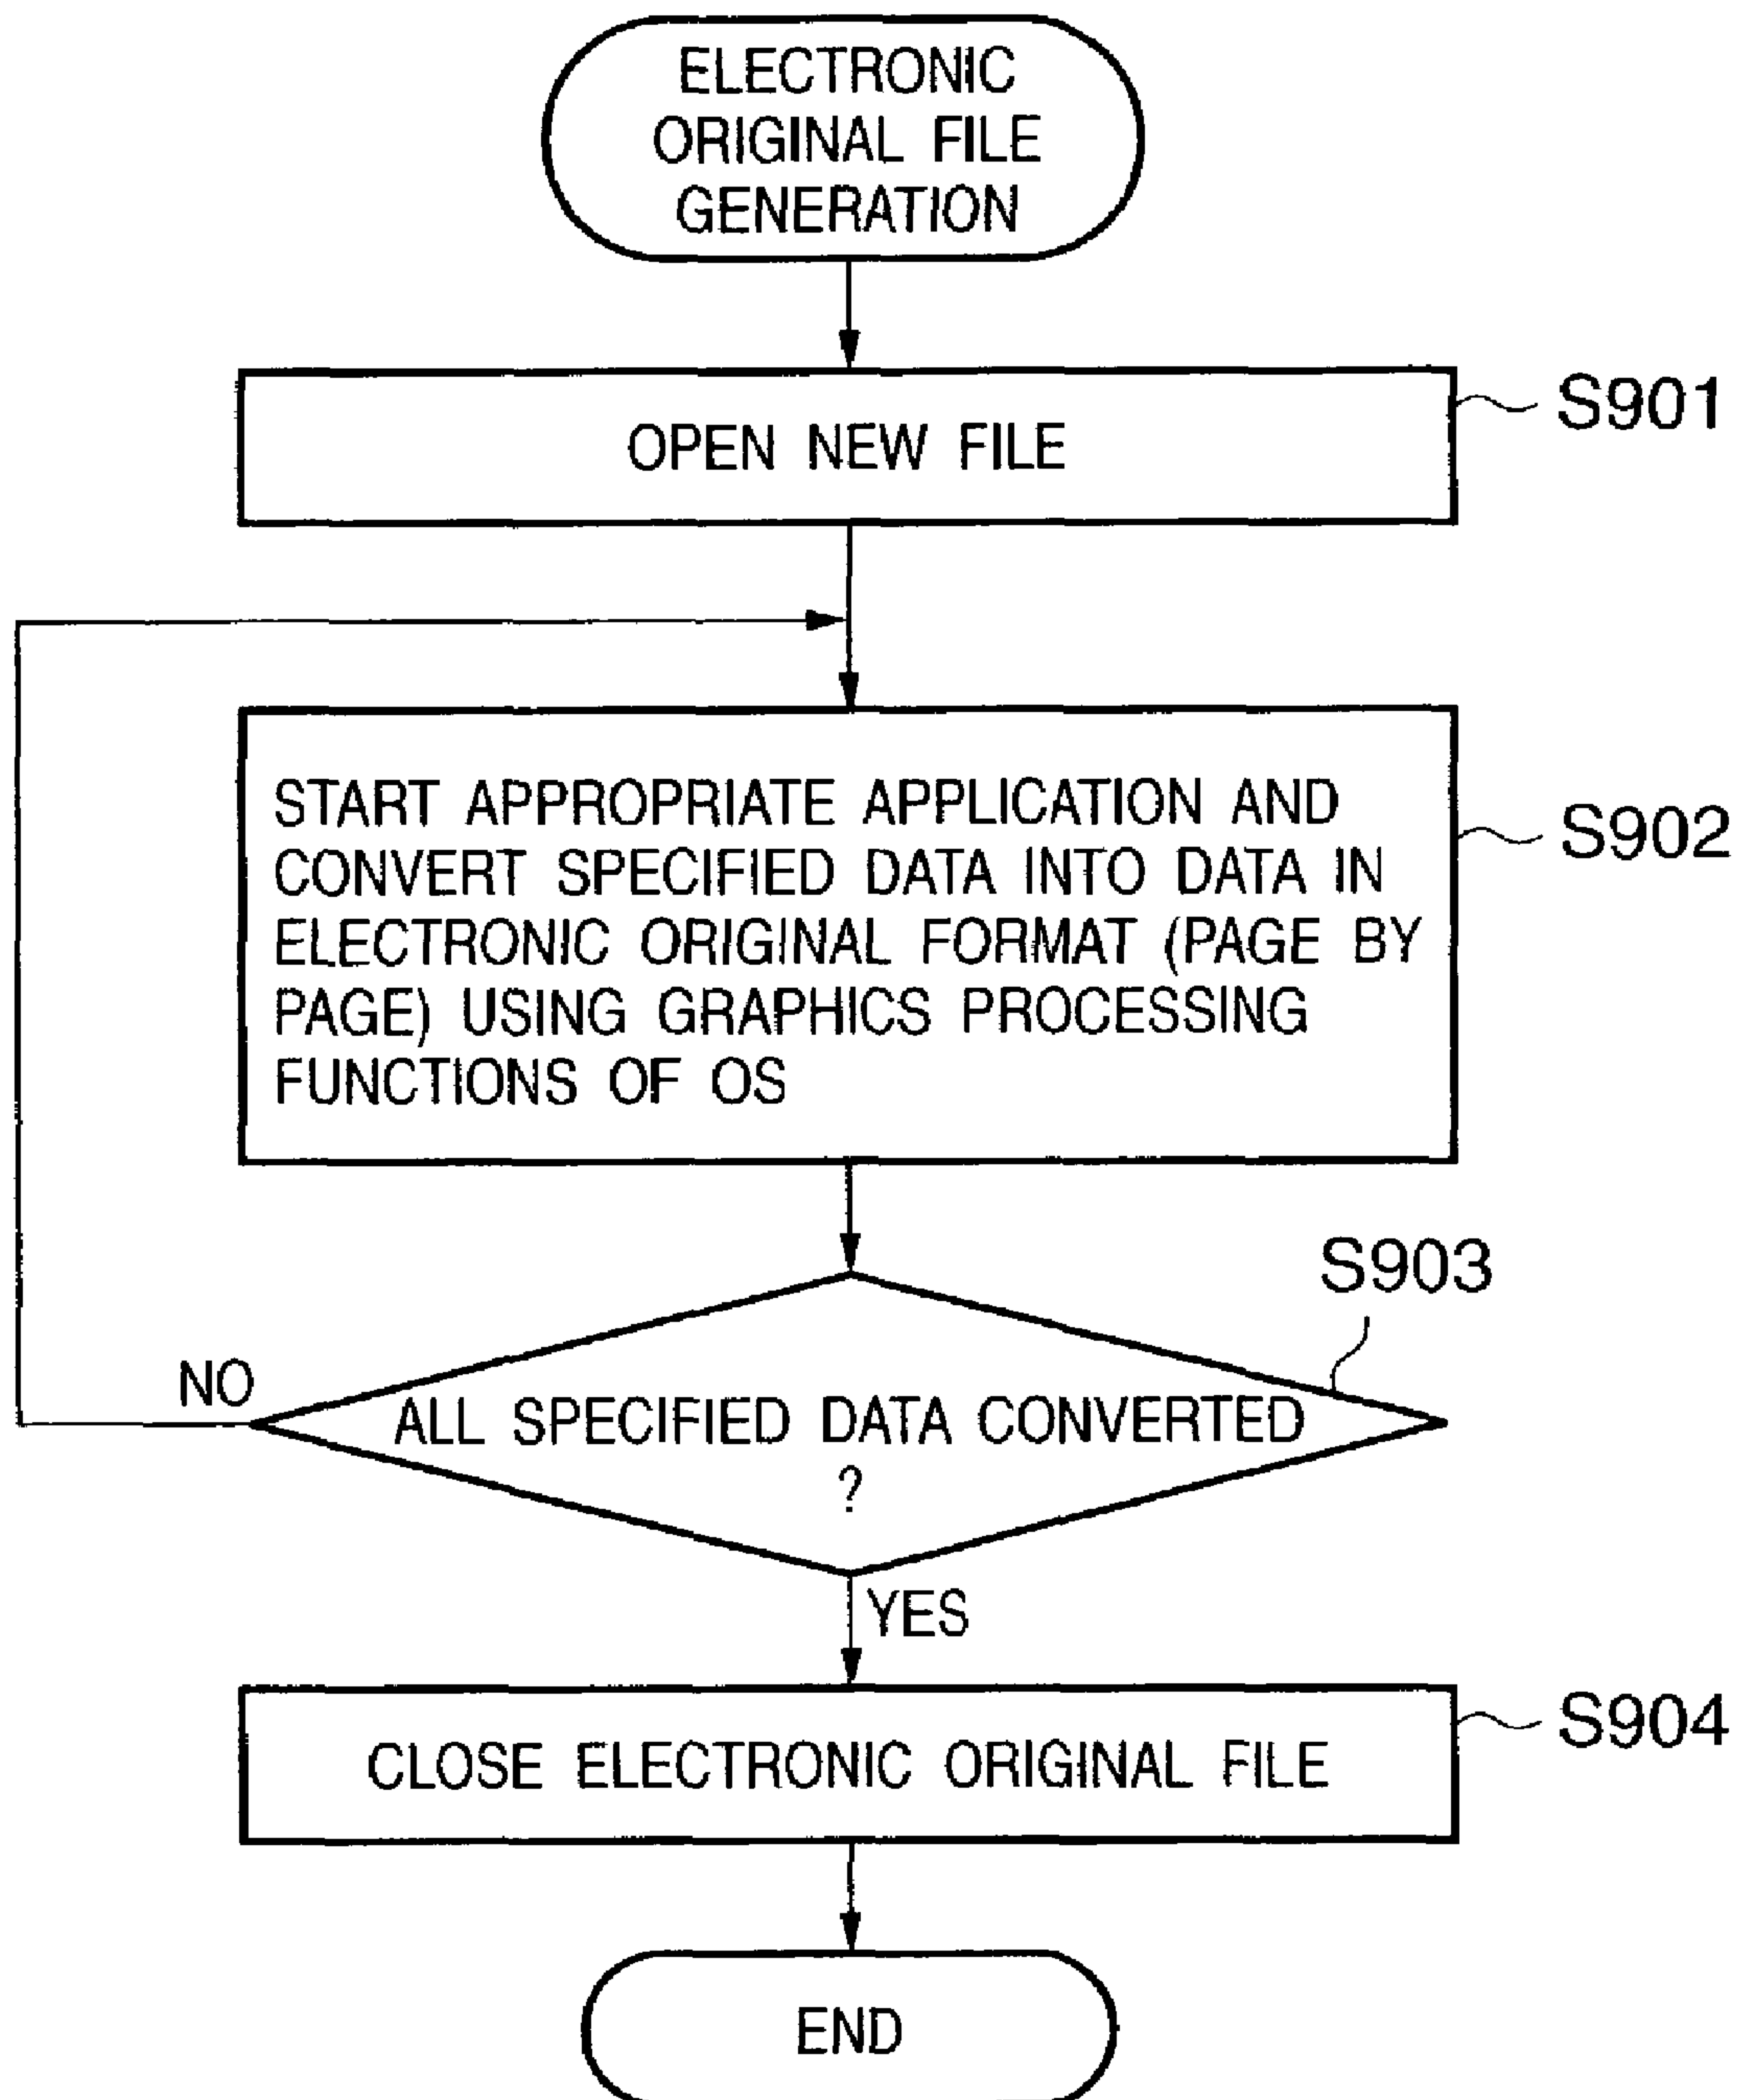 ELECTRONIC
ORIGINAL FILE
GENERATION
OPEN NEW FILE
S901
START APPROPRIATE APPLICATION AND
CONVERT SPECIFIED DATA INTO DATA IN
ELECTRONIC ORIGINAL FORMAT (PAGE BY
PAGE) USING GRAPHICS PROCESSING
FUNCTIONS OF OS
S902
S903
NO
ALL SPECIFIED DATA CONVERTED
?
YES
CLOSE ELECTRONIC ORIGINAL FILE
S904
END